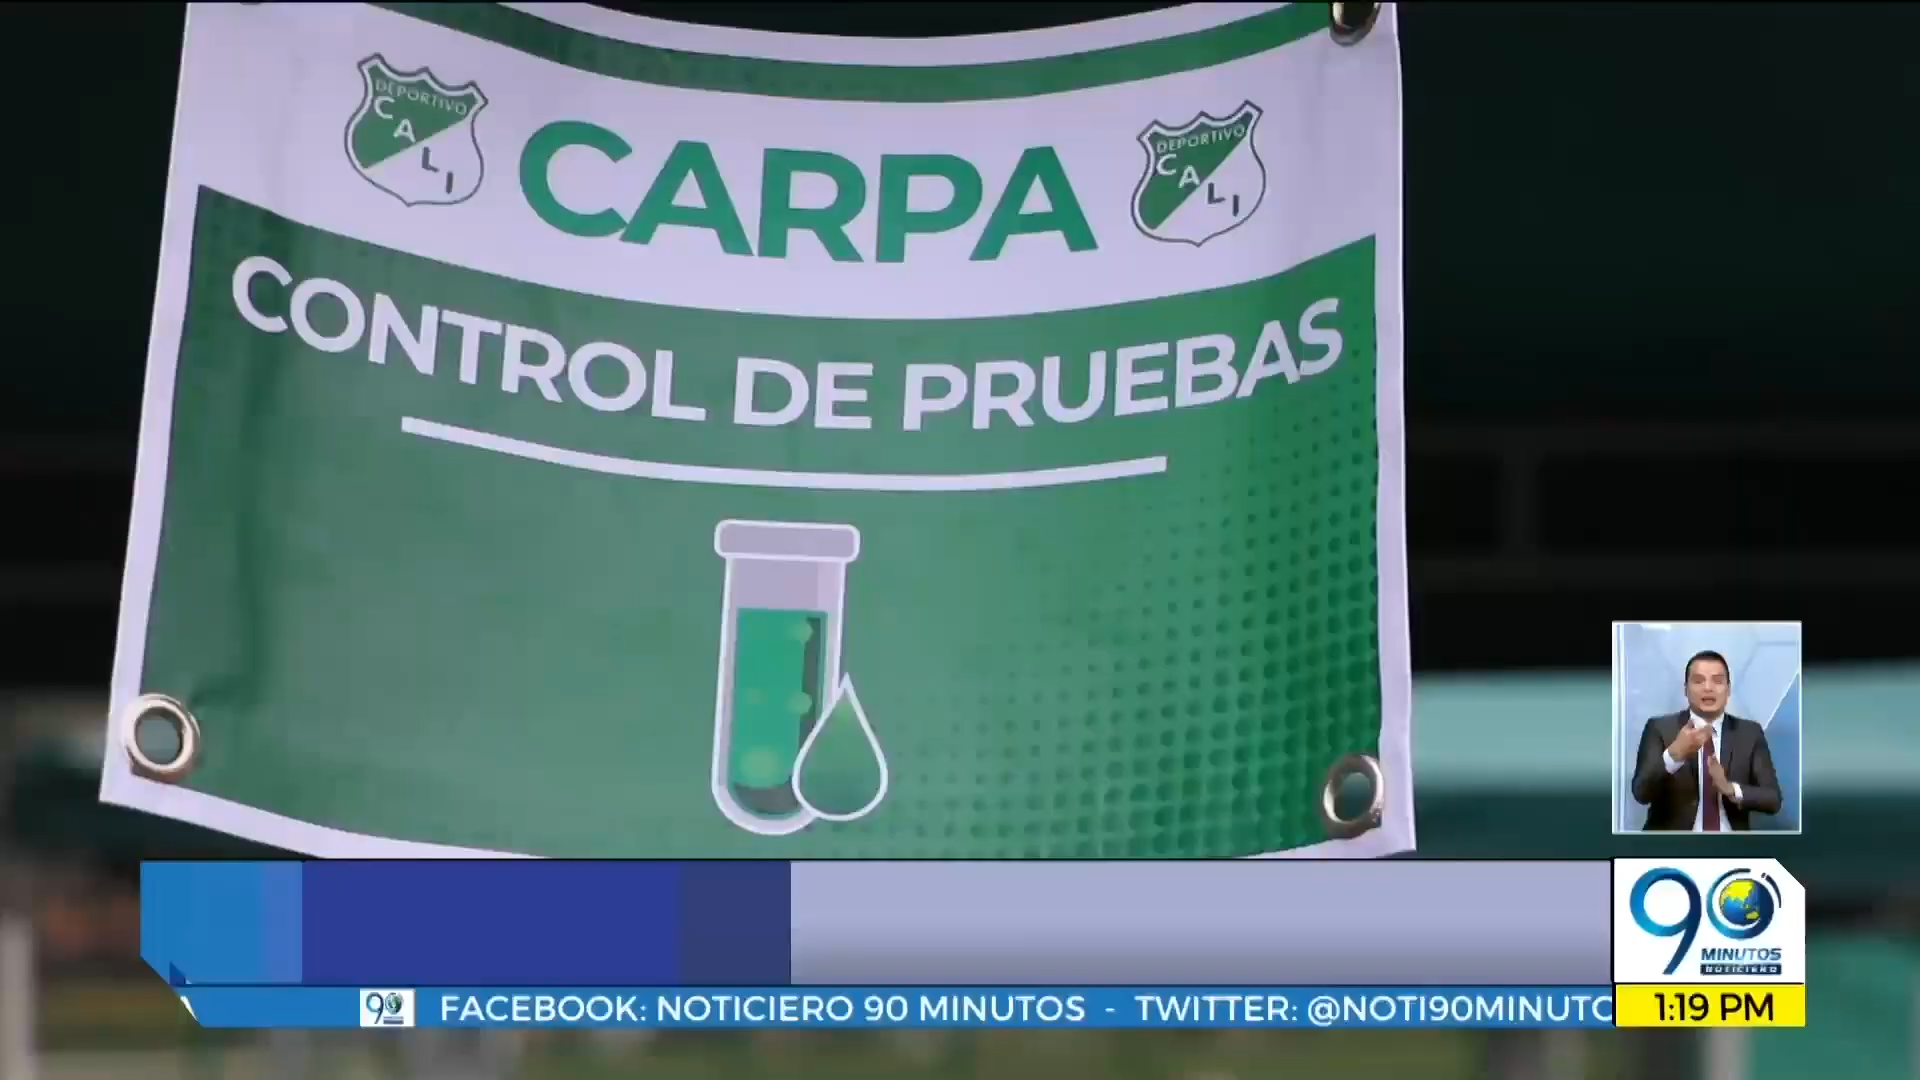 DEPORTIVO
CALI
CARPA
DEPORTIVO
CALI
CONTROL DE PRUEBAS
90
MINUTOS
NOTICIERO
90 FACEBOOK: NOTICIERO 90 MINUTOS - TWITTER: @NOTI90MINUTO
1:19 PM